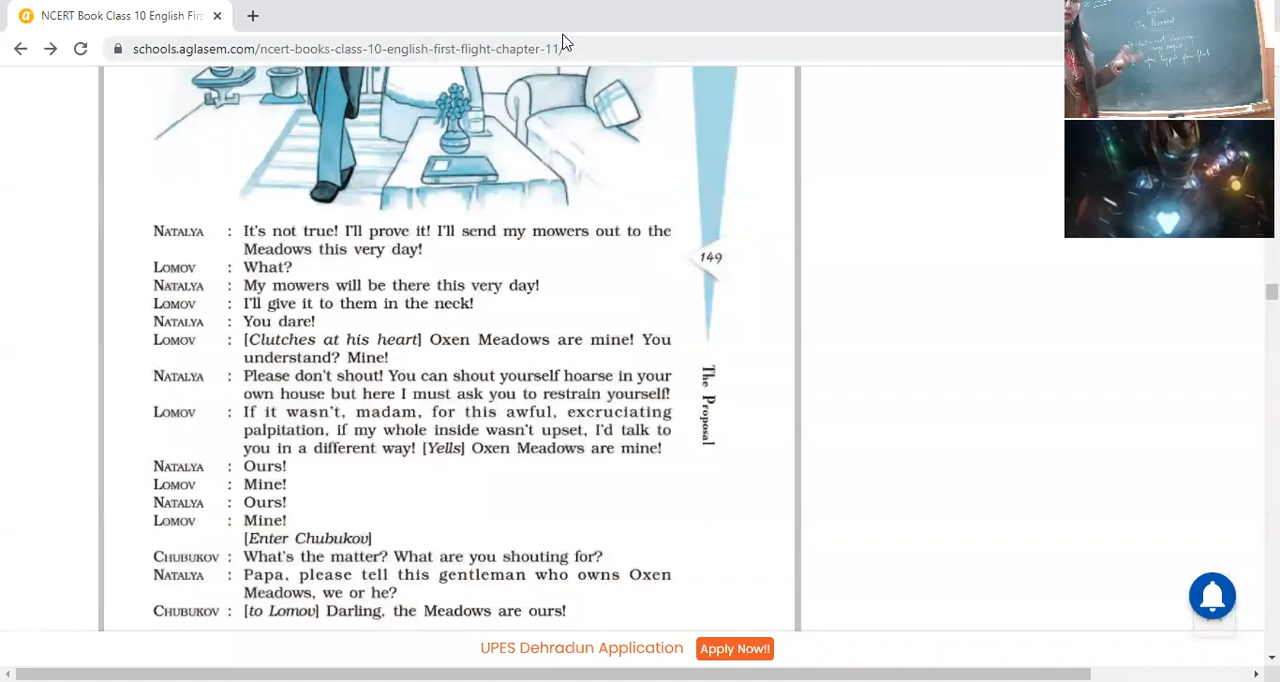 NCERT Book Class 10 English Firs
schools.aglasem.com/ncert-books-class-10-english-first-flight-chapter-11/
English
The Proposal
NATALYA : It's not true! I'll prove it! I'll send my mowers out to the
Meadows this very day!
LOMOV : What?
NATALYA : My mowers will be there this very day!
LOMOV : I'll give it to them in the neck!
NATALYA : You dare!
LOMOV : [Clutches at his heart] Oxen Meadows are mine! You
understand? Mine!
NATALYA : Please don't shout! You can shout yourself hoarse in your
own house but here I must ask you to restrain yourself!
LOMOV : If it wasn't, madam, for this awful, excruciating
palpitation, if my whole inside wasn't upset, I'd talk to
you in a different way! [Yells] Oxen Meadows are mine!
NATALYA : Ours!
LOMOV : Mine!
NATALYA : Ours!
LOMOV : Mine!
[Enter Chubukov]
CHUBUKOV : What's the matter? What are you shouting for?
NATALYA : Papa, please tell this gentleman who owns Oxen
Meadows, we or he?
CHUBUKOV : [to Lomov] Darling, the Meadows are ours!
149
The Proposal
UPES Dehradun Application Apply Now!!